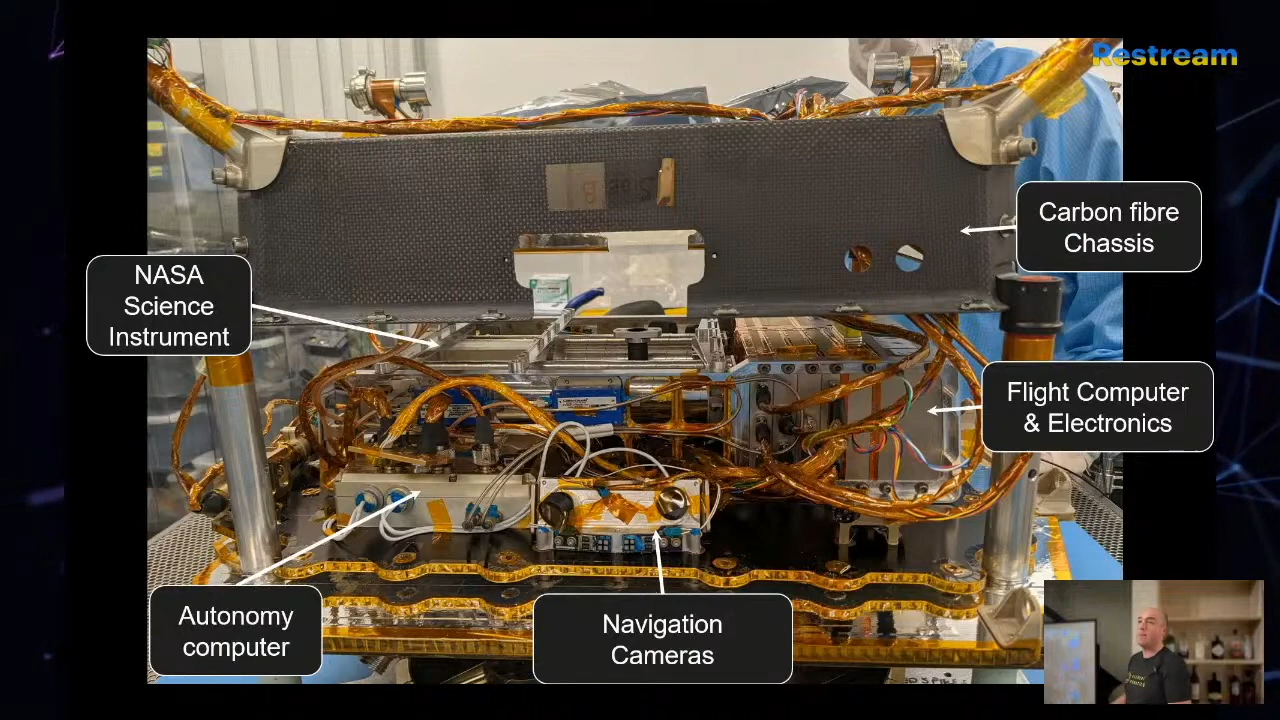 Restream
Carbon fibre
Chassis
NASA
Science
Instrument
Flight Computer
& Electronics
Autonomy
computer
Navigation
Cameras